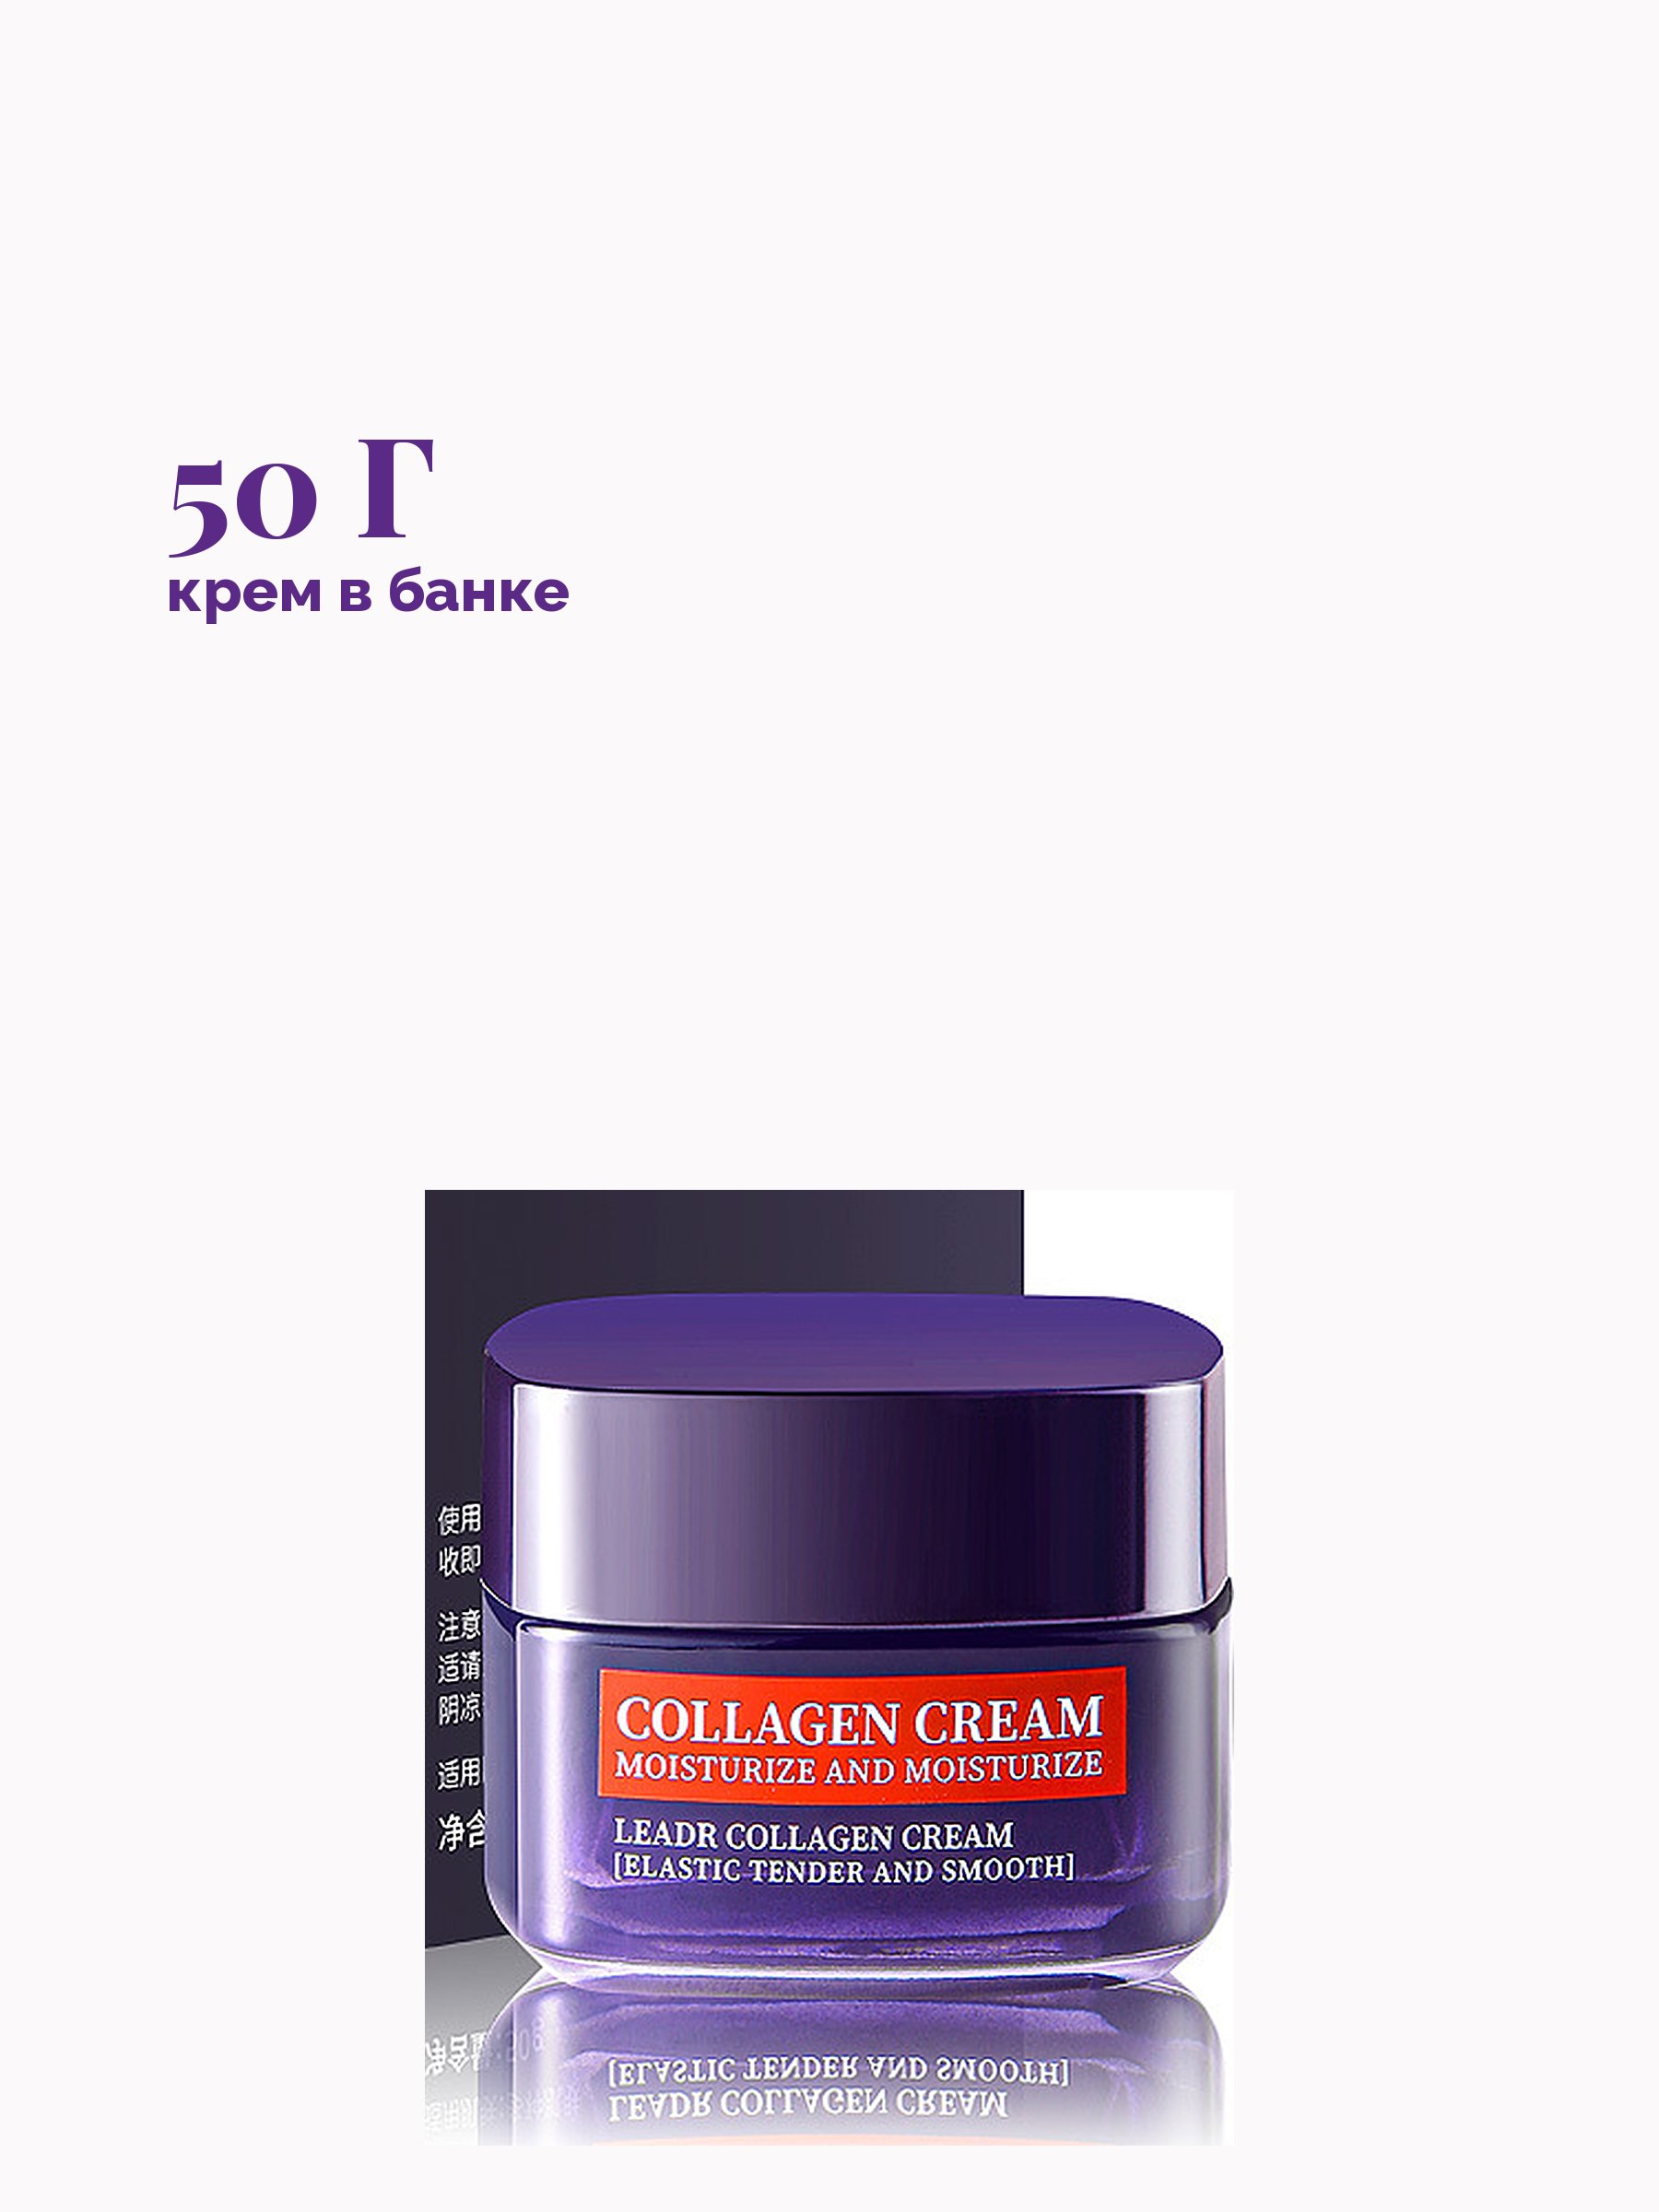 50 Г
крем в банке
使用
收即
注意
适请
阴凉
适用
净含
COLLAGEN CREAM
MOISTURIZE AND MOISTURIZE
LEADR COLLAGEN CREAM
[ELASTIC TENDER AND SMOOTH]